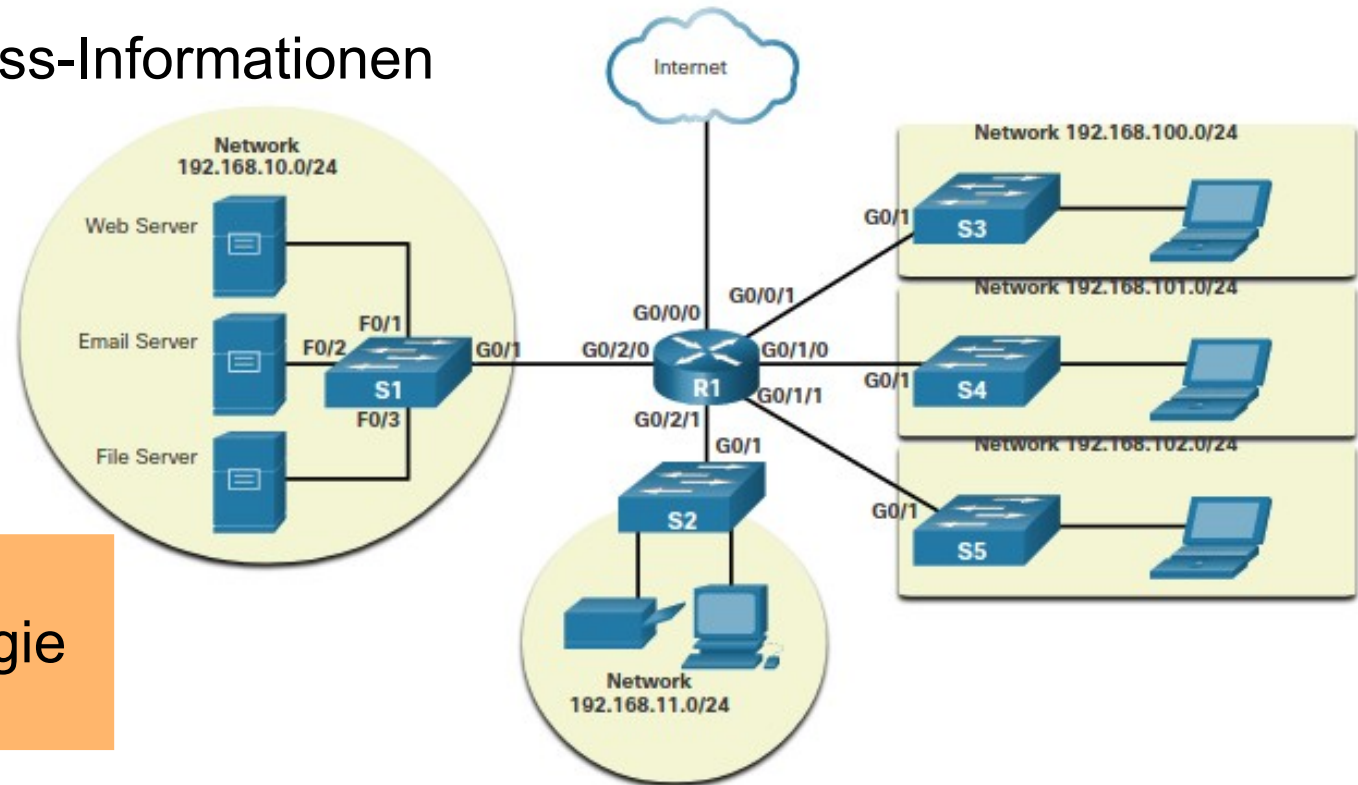 ss-Informationen
Internet
Network
192.168.10.0/24
Web Server
Email Server
File Server
F0/1
F0/2
F0/3
S1
G0/1
G0/2/0
G0/0/0
G0/0/1
G0/1/0
G0/1/1
G0/2/1
R1
G0/1
S2
Network
192.168.11.0/24
Network 192.168.100.0/24
G0/1
S3
Network 192.168.101.0/24
G0/1
S4
Network 192.168.102.0/24
G0/1
S5
gie